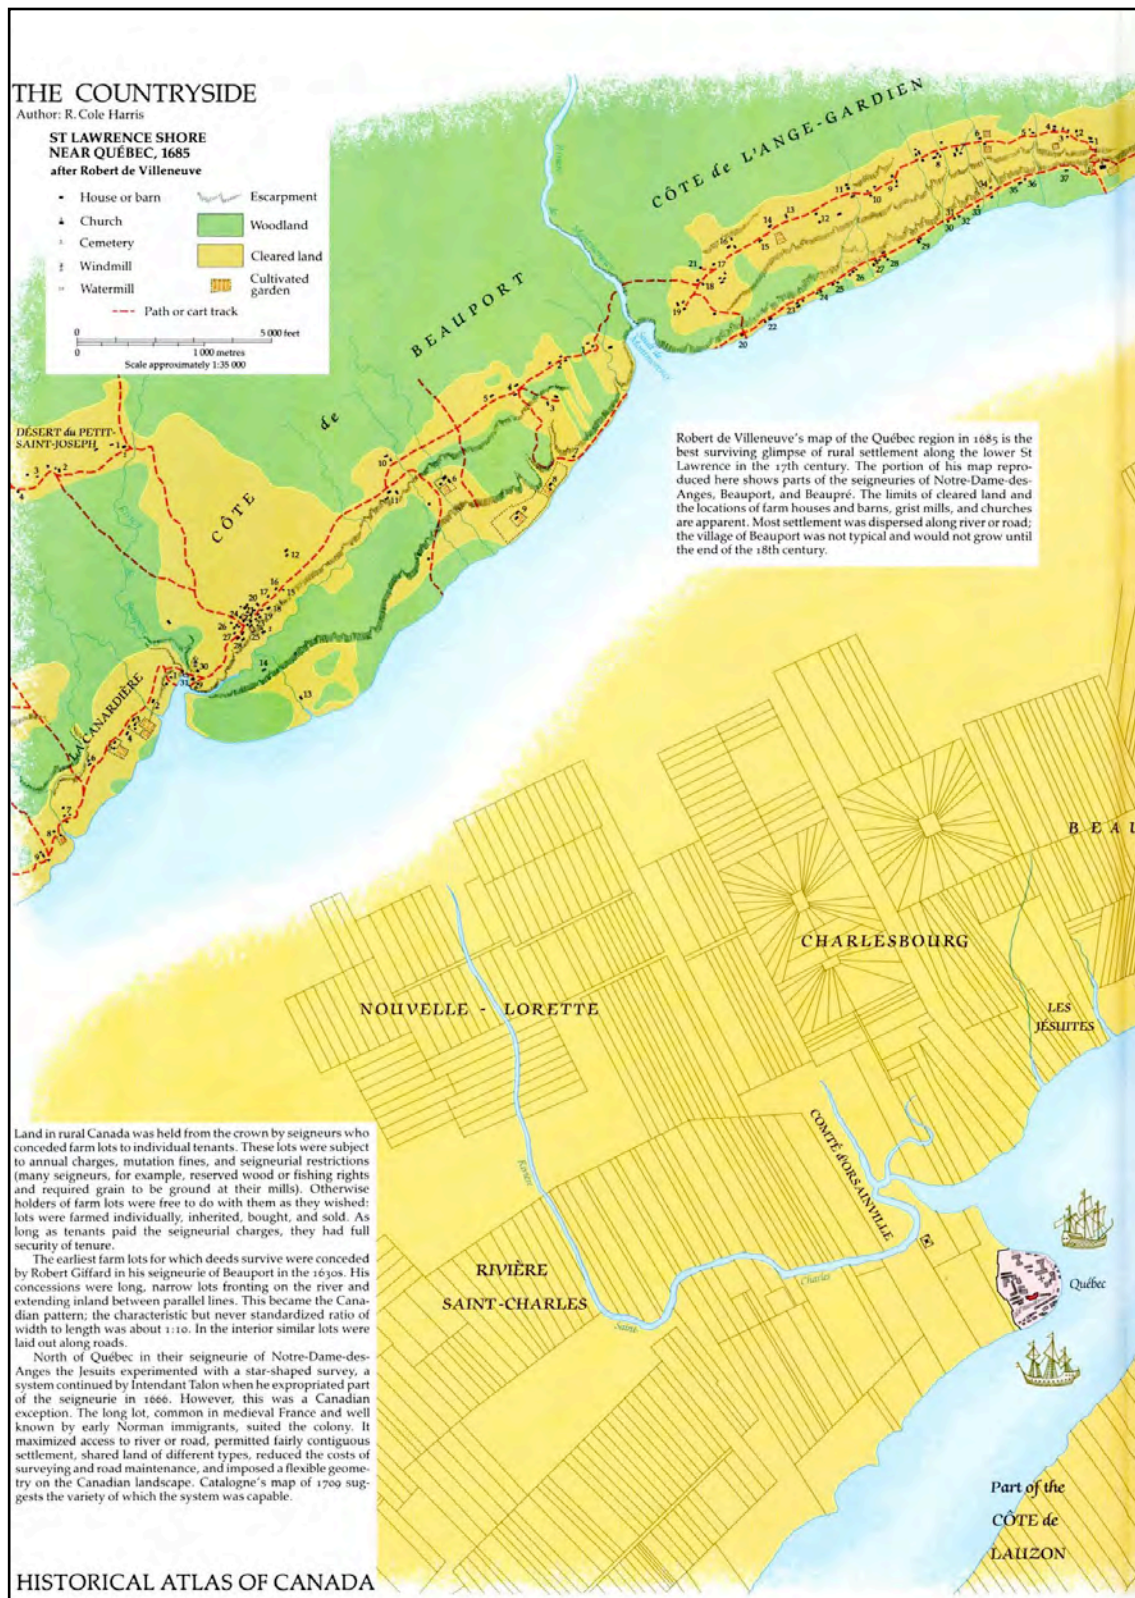 THE COUNTRYSIDE
Author: R. Cole Harris
ST LAWRENCE SHORE
NEAR QUÉBEC, 1685
after Robert de Villeneuve
House or barn
Church
Cemetery
Windmill
Watermill
Escarpment
Woodland
Cleared land
Cultivated
garden
Path or cart track
0 5 000 feet
0 1 000 metres
Scale approximately 1:35 000
CÔTE de L'ANGE-GARDIEN
CÔTE de BEAUPORT
Sault de
Montmorency
DÉSERT du PETIT-
SAINT-JOSEPH
LA CANARDIÈRE
Robert de Villeneuve's map of the Québec region in 1685 is the
best surviving glimpse of rural settlement along the lower St
Lawrence in the 17th century. The portion of his map repro-
duced here shows parts of the seigneuries of Notre-Dame-des-
Anges, Beauport, and Beaupré. The limits of cleared land and
the locations of farm houses and barns, grist mills, and churches
are apparent. Most settlement was dispersed along river or road;
the village of Beauport was not typical and would not grow until
the end of the 18th century.
BEAU
CHARLESBOURG
NOUVELLE - LORETTE
LES
JÉSUITES
COMTÉ d'ORSAINVILLE
RIVIÈRE
SAINT-CHARLES
Rivière
Saint-
Charles
Québec
Part of the
CÔTE de
LAUZON
Land in rural Canada was held from the crown by seigneurs who
conceded farm lots to individual tenants. These lots were subject
to annual charges, mutation fines, and seigneurial restrictions
(many seigneurs, for example, reserved wood or fishing rights
and required grain to be ground at their mills). Otherwise
holders of farm lots were free to do with them as they wished:
lots were farmed individually, inherited, bought, and sold. As
long as tenants paid the seigneurial charges, they had full
security of tenure.
The earliest farm lots for which deeds survive were conceded
by Robert Giffard in his seigneurie of Beauport in the 1630s. His
concessions were long, narrow lots fronting on the river and
extending inland between parallel lines. This became the Cana-
dian pattern; the characteristic but never standardized ratio of
width to length was about 1:10. In the interior similar lots were
laid out along roads.
North of Québec in their seigneurie of Notre-Dame-des-
Anges the Jesuits experimented with a star-shaped survey, a
system continued by Intendant Talon when he expropriated part
of the seigneurie in 1666. However, this was a Canadian
exception. The long lot, common in medieval France and well
known by early Norman immigrants, suited the colony. It
maximized access to river or road, permitted fairly contiguous
settlement, shared land of different types, reduced the costs of
surveying and road maintenance, and imposed a flexible geome-
try on the Canadian landscape. Catalogne's map of 1709 sug-
gests the variety of which the system was capable.
HISTORICAL ATLAS OF CANADA